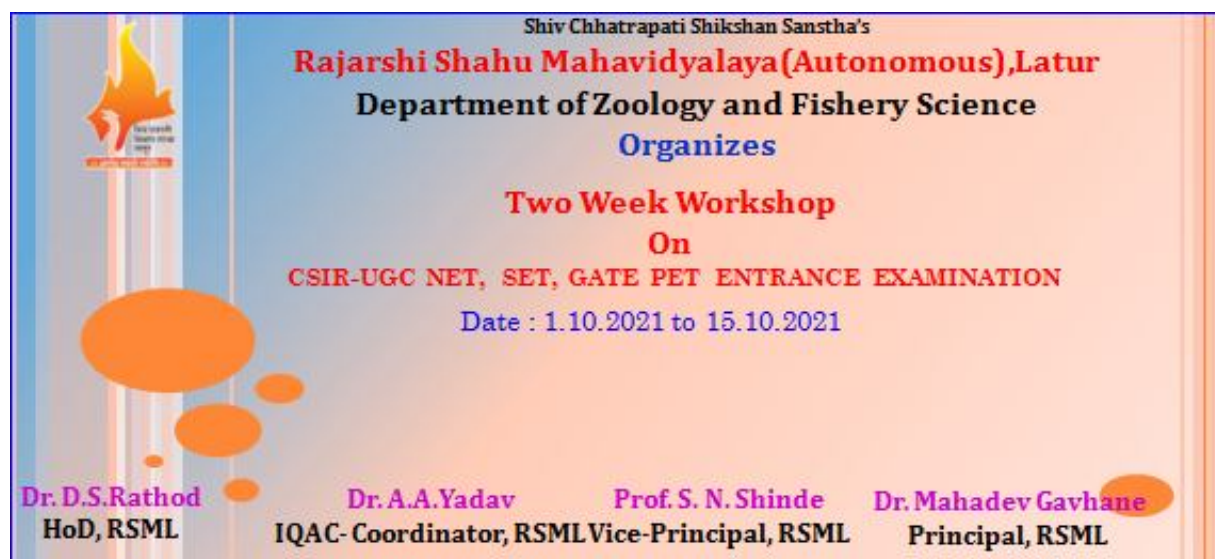 Shiv Chhatrapati Shikshan Sanstha's
Rajarshi Shahu Mahavidyalaya(Autonomous),Latur
Department of Zoology and Fishery Science
Organizes
Two Week Workshop
On
CSIR-UGC NET, SET, GATE PET ENTRANCE EXAMINATION
Date : 1.10.2021 to 15.10.2021
Dr. D.S.Rathod Dr. A.A.Yadav Prof. S. N. Shinde Dr. Mahadev Gavhane
HoD, RSML IQAC- Coordinator, RSML Vice-Principal, RSML Principal, RSML